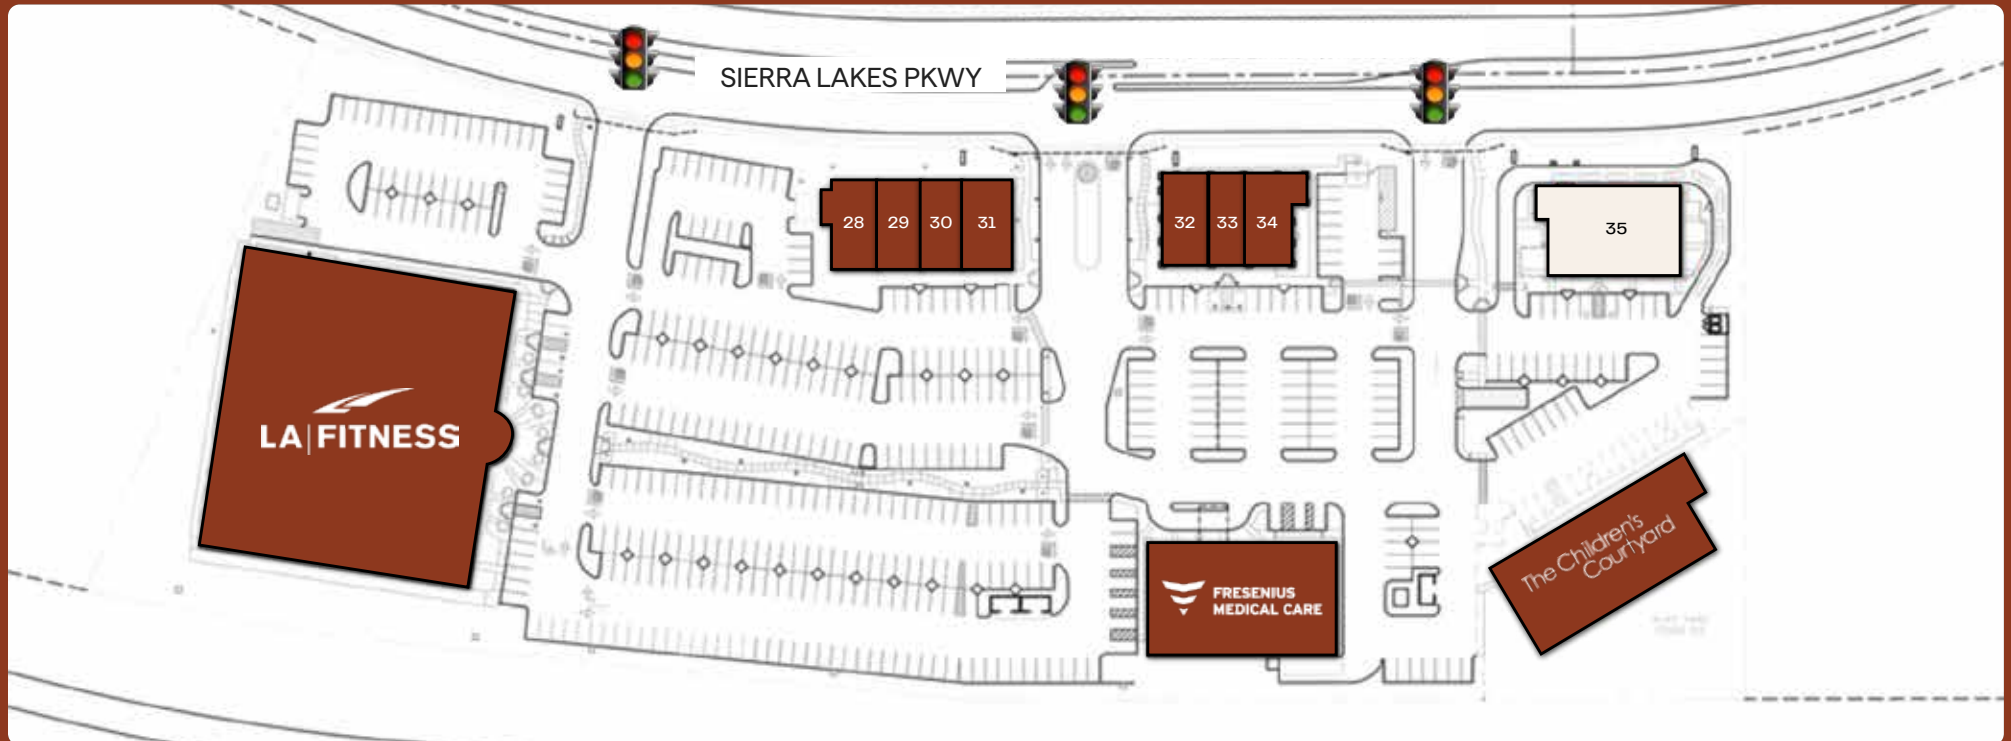 SIERRA LAKES PKWY
28
29
30
31
32
33
34
35
LA|FITNESS
FRESENIUS
MEDICAL CARE
The Children's
Courtyard